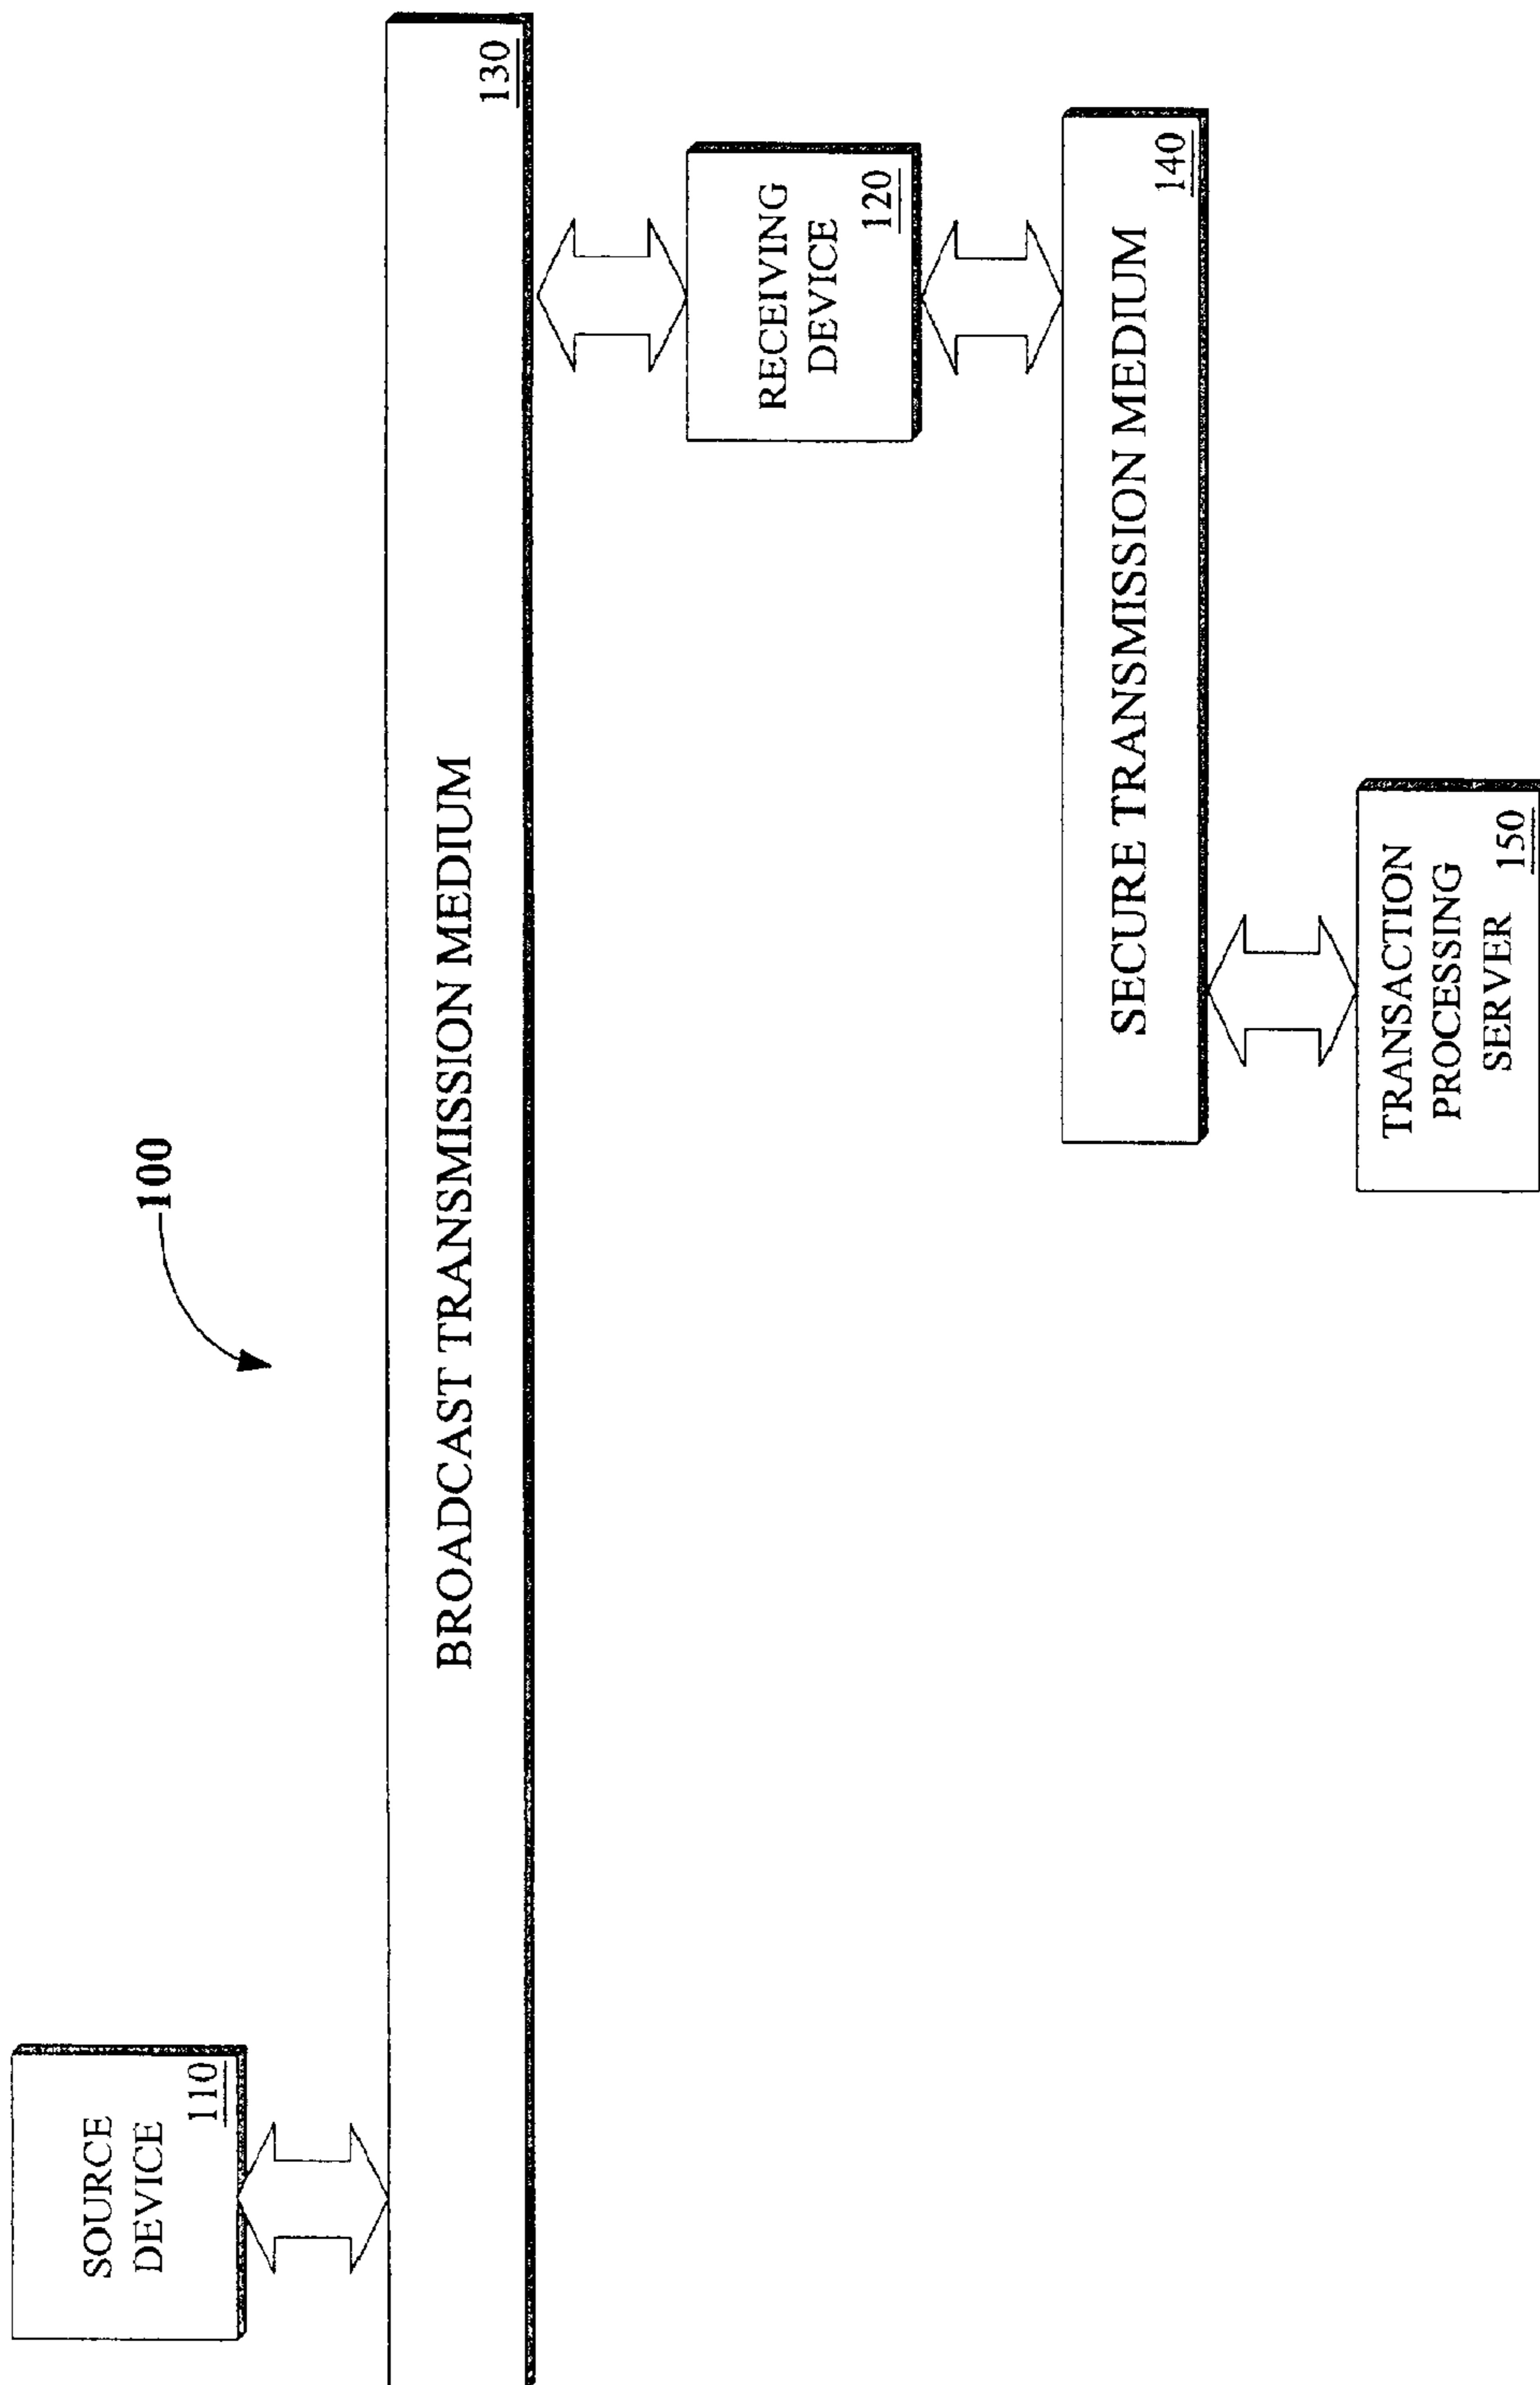 100
SOURCE
DEVICE
110
BROADCAST TRANSMISSION MEDIUM
130
RECEIVING
DEVICE
120
SECURE TRANSMISSION MEDIUM
140
TRANSACTION
PROCESSING
SERVER 150